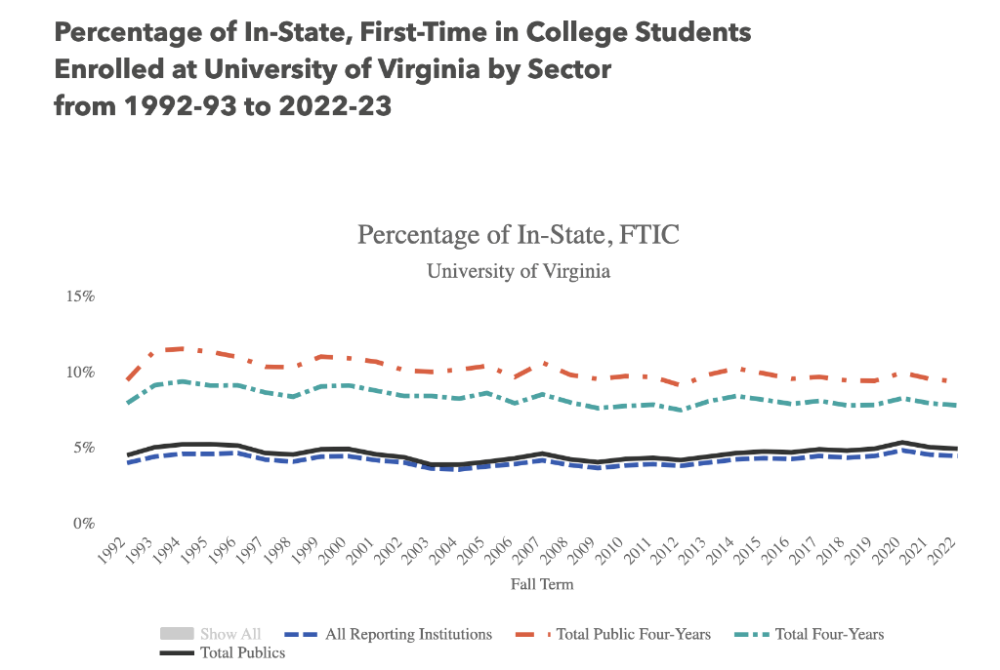 Percentage of In-State, First-Time in College Students
Enrolled at University of Virginia by Sector
from 1992-93 to 2022-23
Percentage of In-State, FTIC
University of Virginia
15%
10%
5%
0%
1992 1993 1994 1995 1996 1997 1998 1999 2000 2001 2002 2003 2004 2005 2006 2007 2008 2009 2010 2011 2012 2013 2014 2015 2016 2017 2018 2019 2020 2021 2022
Fall Term
Show All All Reporting Institutions Total Public Four-Years Total Four-Years
Total Publics